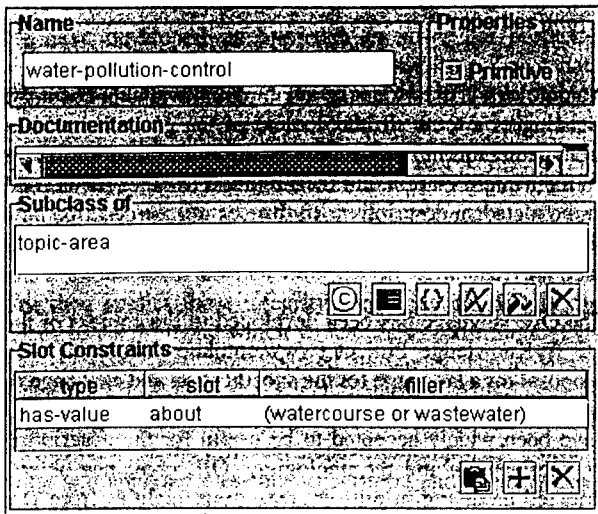 Name
Properties
water-pollution-control
Primitive
Documentation
Subclass of
topic-area
Slot Constraints
type slot filler
has-value about (watercourse or wastewater)